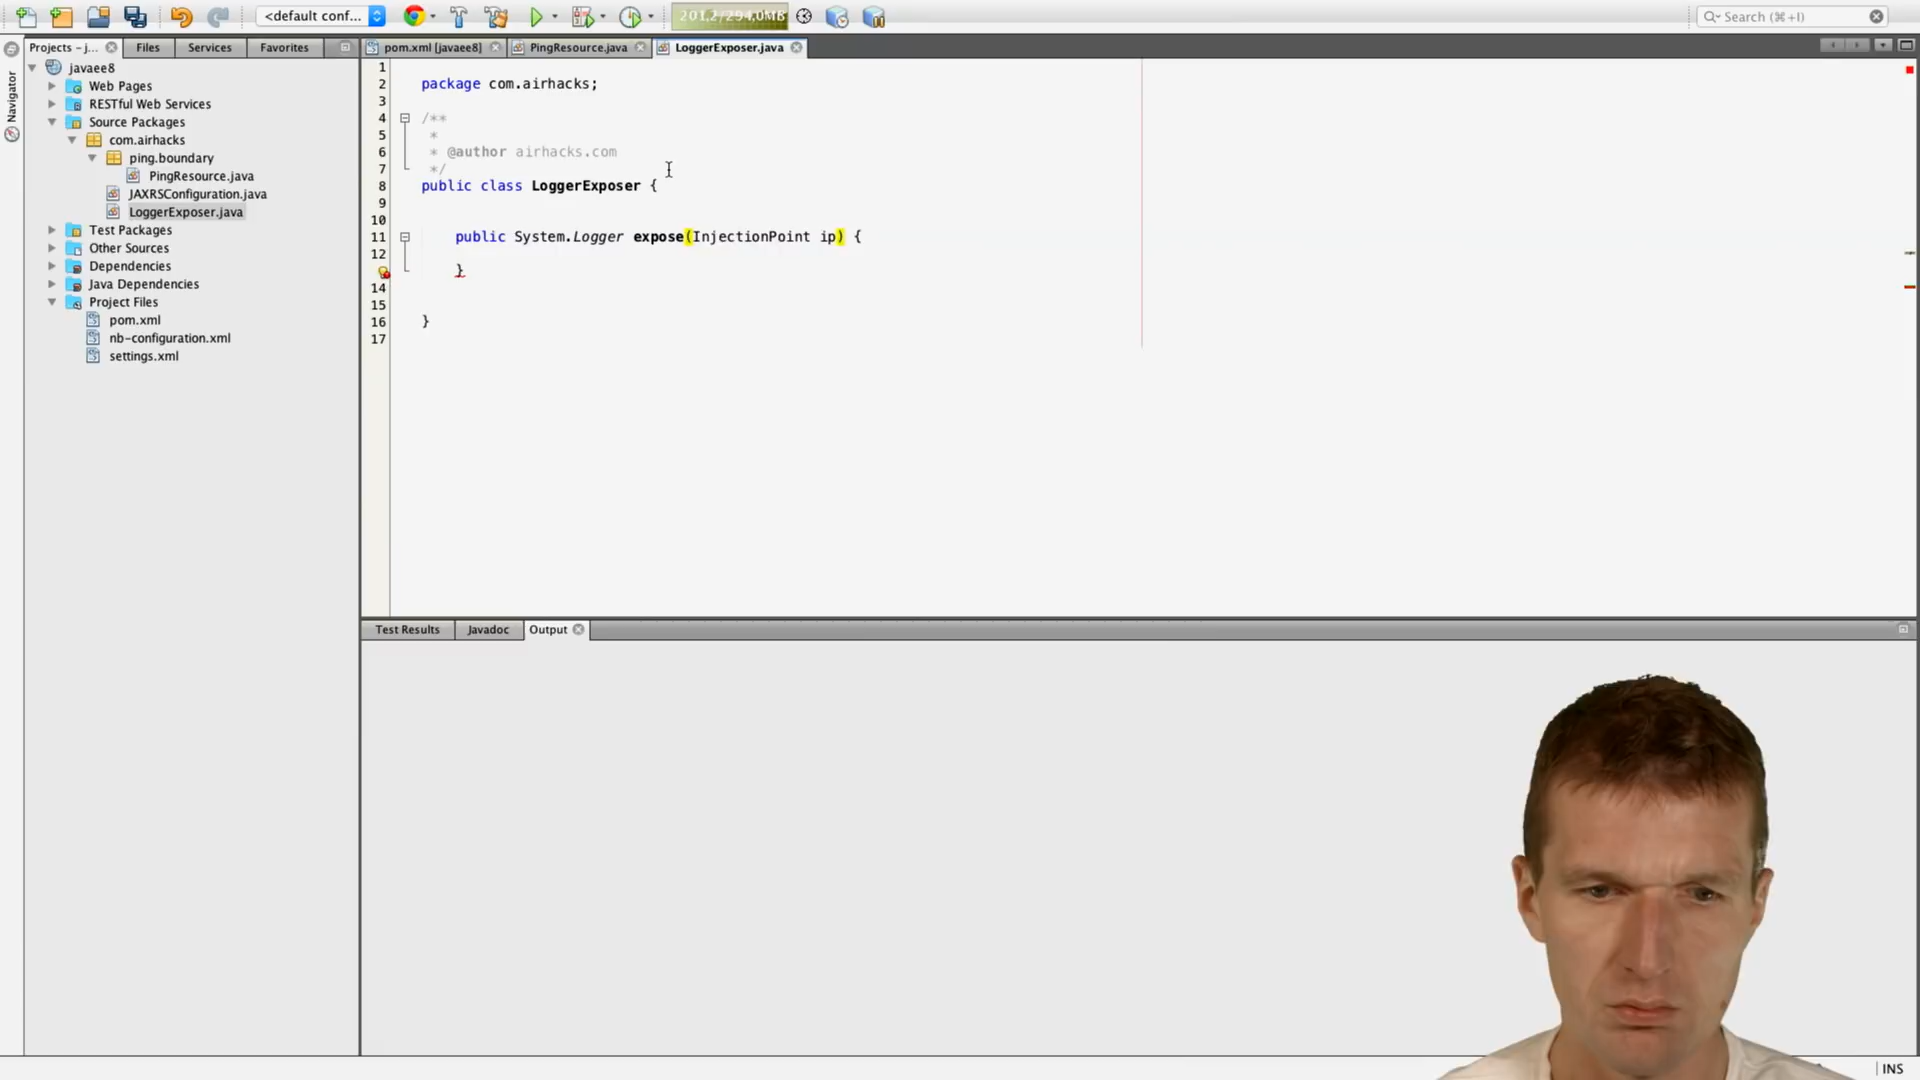 <default conf...
201,2/294,0MB
Search (⌘+I)
Projects - j...
Files
Services
Favorites
pom.xml [javaee8]
PingResource.java
LoggerExposer.java
Navigator
javaee8
Web Pages
RESTful Web Services
Source Packages
com.airhacks
ping.boundary
PingResource.java
JAXRSConfiguration.java
LoggerExposer.java
Test Packages
Other Sources
Dependencies
Java Dependencies
Project Files
pom.xml
nb-configuration.xml
settings.xml
1
2 package com.airhacks;
3
4 /**
5 *
6 * @author airhacks.com
7 */
8 public class LoggerExposer {
9
10
11 public System.Logger expose(InjectionPoint ip) {
12
}
14
15
16 }
17
Test Results
Javadoc
Output
INS